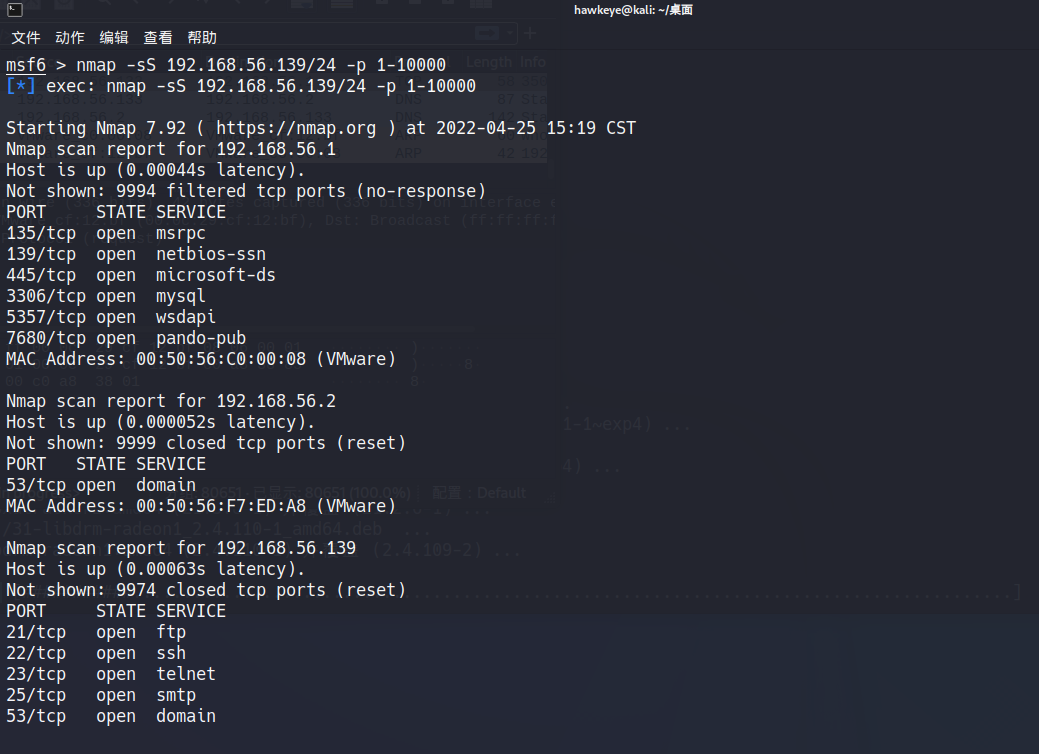 hawkeye@kali: ~/桌面
文件 动作 编辑 查看 帮助
msf6 > nmap -sS 192.168.56.139/24 -p 1-10000
[*] exec: nmap -sS 192.168.56.139/24 -p 1-10000
Starting Nmap 7.92 ( https://nmap.org ) at 2022-04-25 15:19 CST
Nmap scan report for 192.168.56.1
Host is up (0.00044s latency).
Not shown: 9994 filtered tcp ports (no-response)
PORT STATE SERVICE
135/tcp open msrpc
139/tcp open netbios-ssn
445/tcp open microsoft-ds
3306/tcp open mysql
5357/tcp open wsdapi
7680/tcp open pando-pub
MAC Address: 00:50:56:C0:00:08 (VMware)
Nmap scan report for 192.168.56.2
Host is up (0.000052s latency).
Not shown: 9999 closed tcp ports (reset)
PORT STATE SERVICE
53/tcp open domain
MAC Address: 00:50:56:F7:ED:A8 (VMware)
Nmap scan report for 192.168.56.139
Host is up (0.00063s latency).
Not shown: 9974 closed tcp ports (reset)
PORT STATE SERVICE
21/tcp open ftp
22/tcp open ssh
23/tcp open telnet
25/tcp open smtp
53/tcp open domain